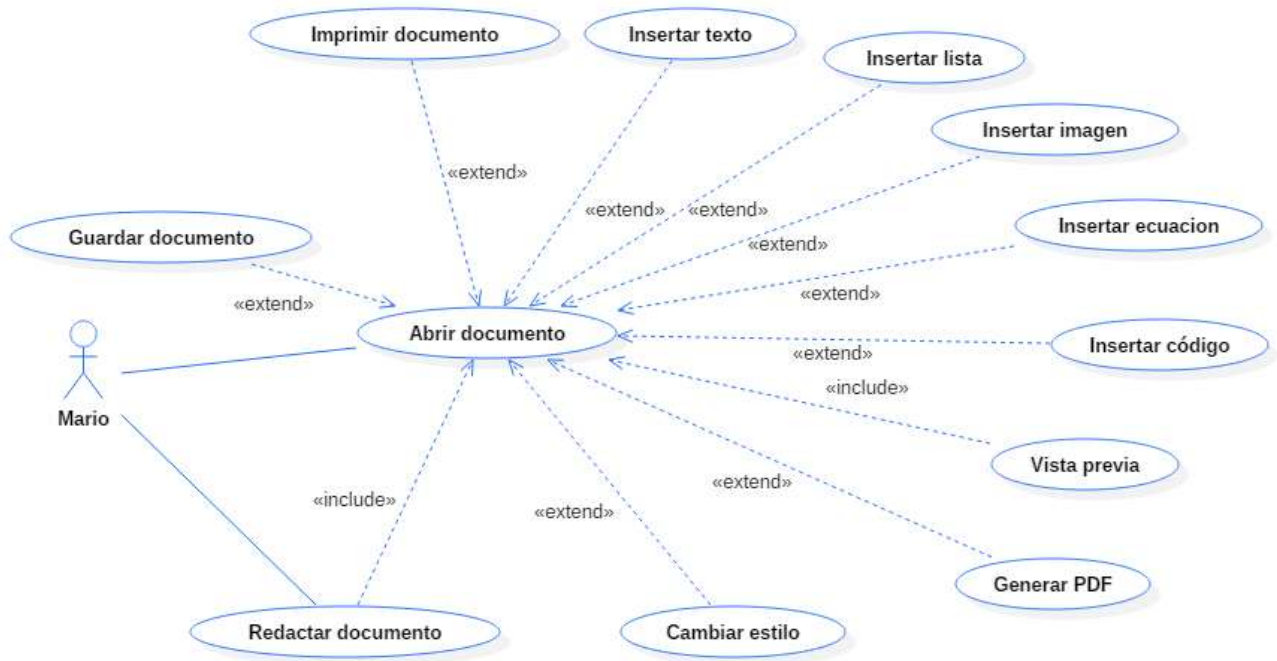 Imprimir documento
Insertar texto
Insertar lista
Insertar imagen
«extend»
«extend»
«extend»
Insertar ecuacion
Guardar documento
«extend»
«extend»
«extend»
Abrir documento
Insertar código
«extend»
«include»
Mario
Vista previa
«extend»
«include»
«extend»
Generar PDF
Redactar documento
Cambiar estilo